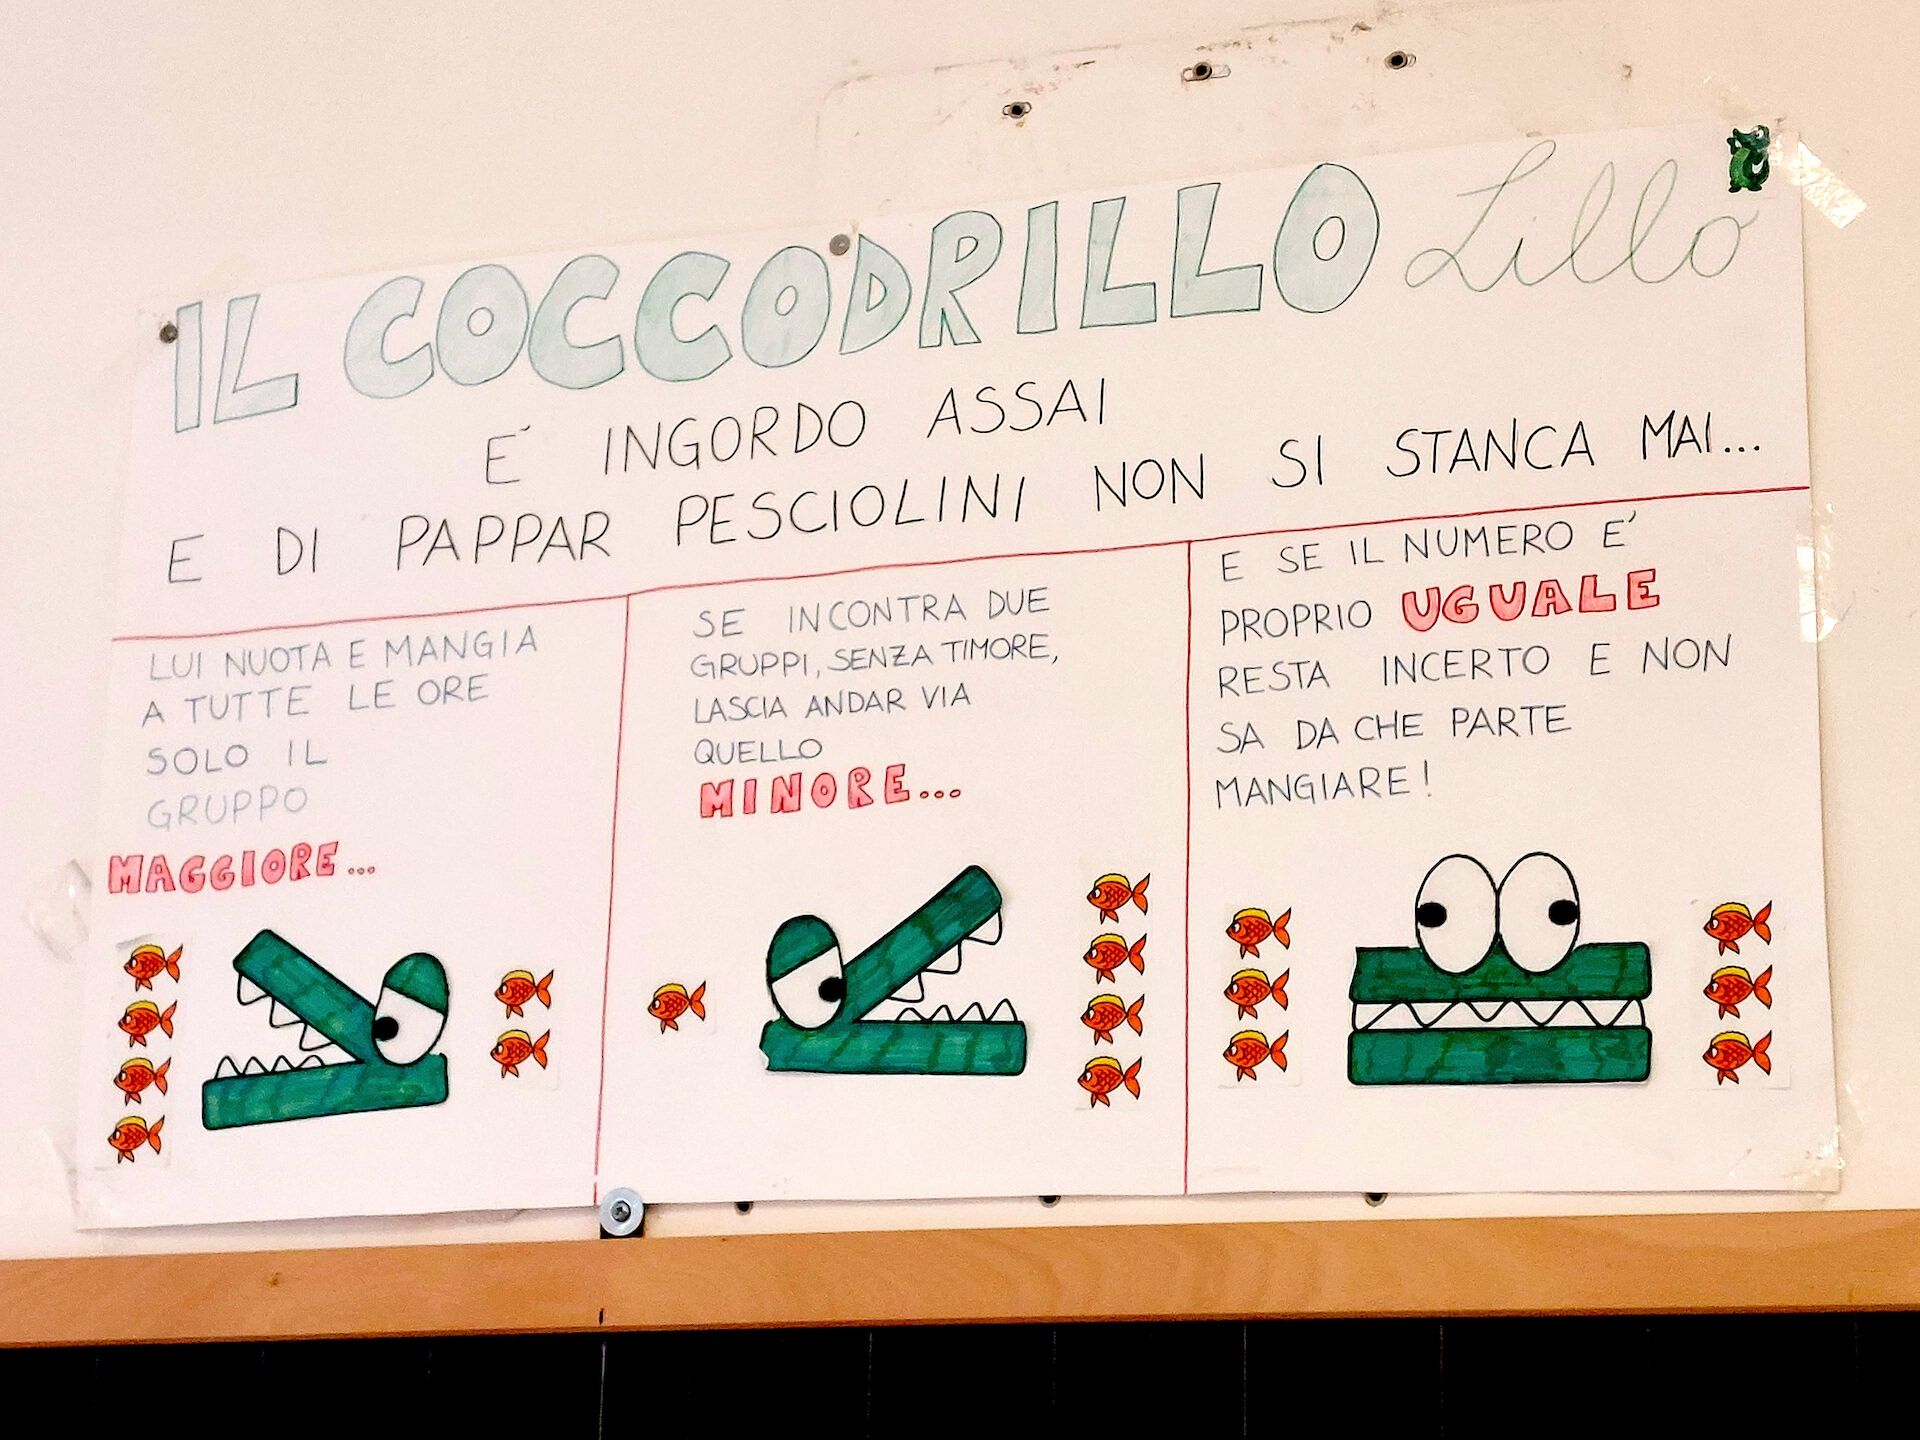 IL COCCODRILLO Lillo
E' INGORDO ASSAI
E DI PAPPAR PESCIOLINI NON SI STANCA MAI...
LUI NUOTA E MANGIA
A TUTTE LE ORE
SOLO IL
GRUPPO
MAGGIORE...
SE INCONTRA DUE
GRUPPI, SENZA TIMORE,
LASCIA ANDAR VIA
QUELLO
MINORE...
E SE IL NUMERO E'
PROPRIO UGUALE
RESTA INCERTO E NON
SA DA CHE PARTE
MANGIARE!